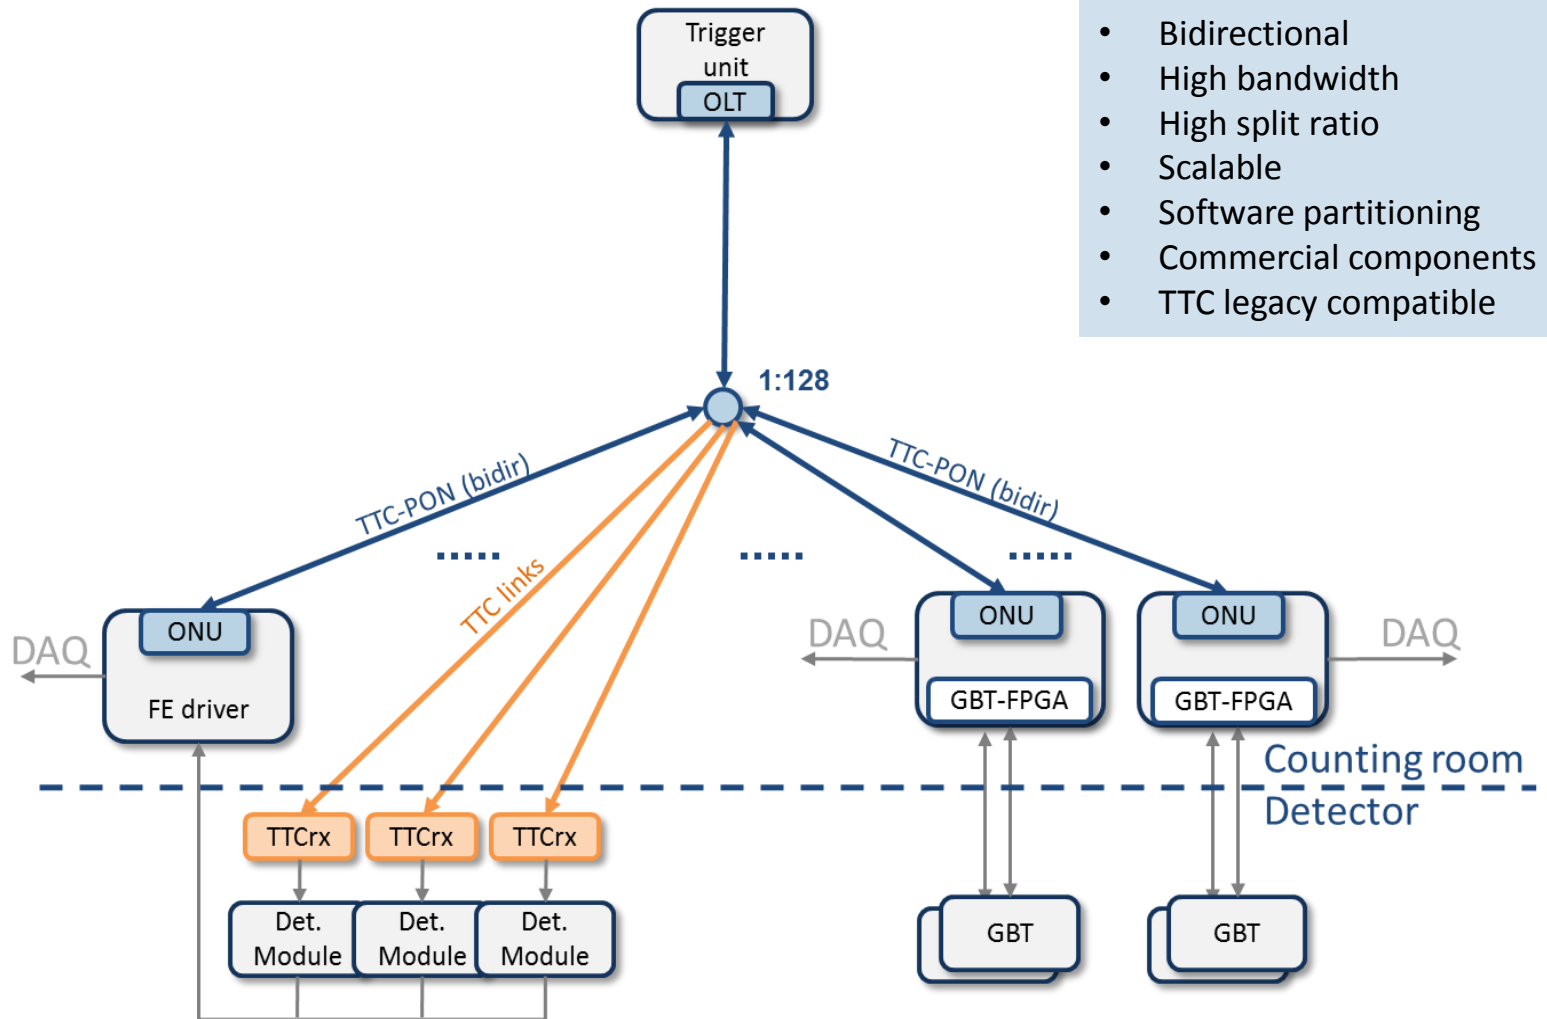 Trigger
unit
OLT
• Bidirectional
• High bandwidth
• High split ratio
• Scalable
• Software partitioning
• Commercial components
• TTC legacy compatible
1:128
TTC-PON (bidir)
TTC-PON (bidir)
TTC links
ONU
ONU
ONU
DAQ
DAQ
DAQ
FE driver
GBT-FPGA
GBT-FPGA
Counting room
Detector
TTCrx
TTCrx
TTCrx
Det.
Module
Det.
Module
Det.
Module
GBT
GBT